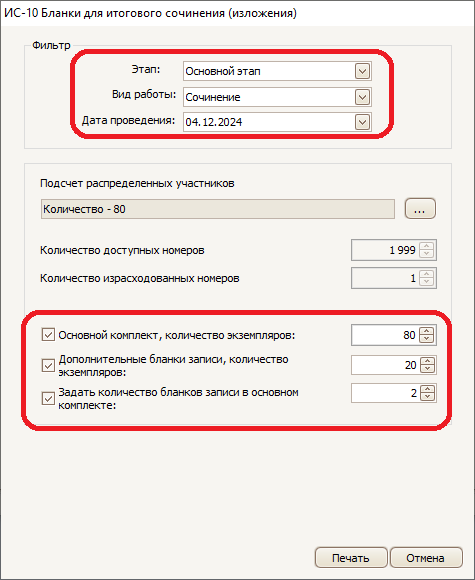 ИС-10 Бланки для итогового сочинения (изложения)
Фильтр
Этап: Основной этап
Вид работы: Сочинение
Дата проведения: 04.12.2024
Подсчет распределенных участников
Количество - 80 ...
Количество доступных номеров 1 999
Количество израсходованных номеров 1
Основной комплект, количество экземпляров: 80
Дополнительные бланки записи, количество
экземпляров: 20
Задать количество бланков записи в основном
комплекте: 2
Печать Отмена